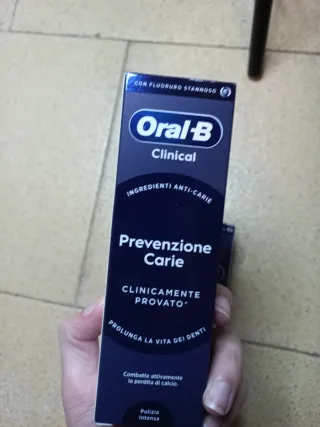 CON FLUORURO STANNOSO
Oral-B
Clinical
INGREDIENTI ANTI-CARIE
Prevenzione
Carie
CLINICAMENTE
PROVATO*
PROLUNGA LA VITA DEI DENTI
Combatte attivamente
la perdita di calcio.
Pulizia
Intensa